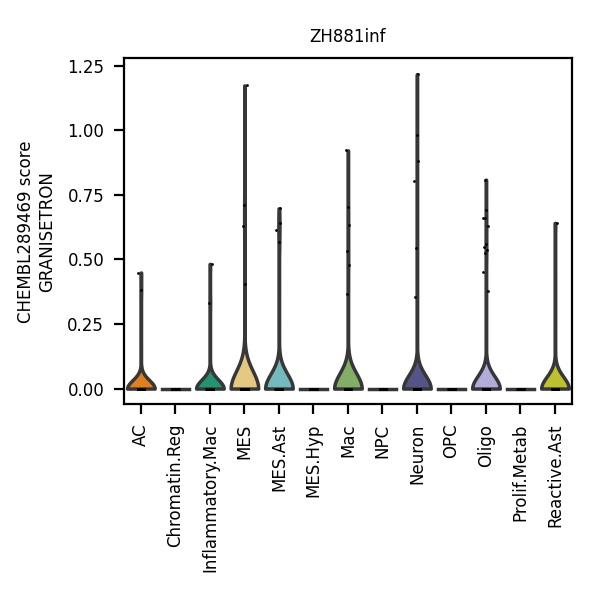 ZH881inf
CHEMBL289469 score
GRANISETRON
1.25
1.00
0.75
0.50
0.25
0.00
AC
Chromatin.Reg
Inflammatory.Mac
MES
MES.Ast
MES.Hyp
Mac
NPC
Neuron
OPC
Oligo
Prolif.Metab
Reactive.Ast